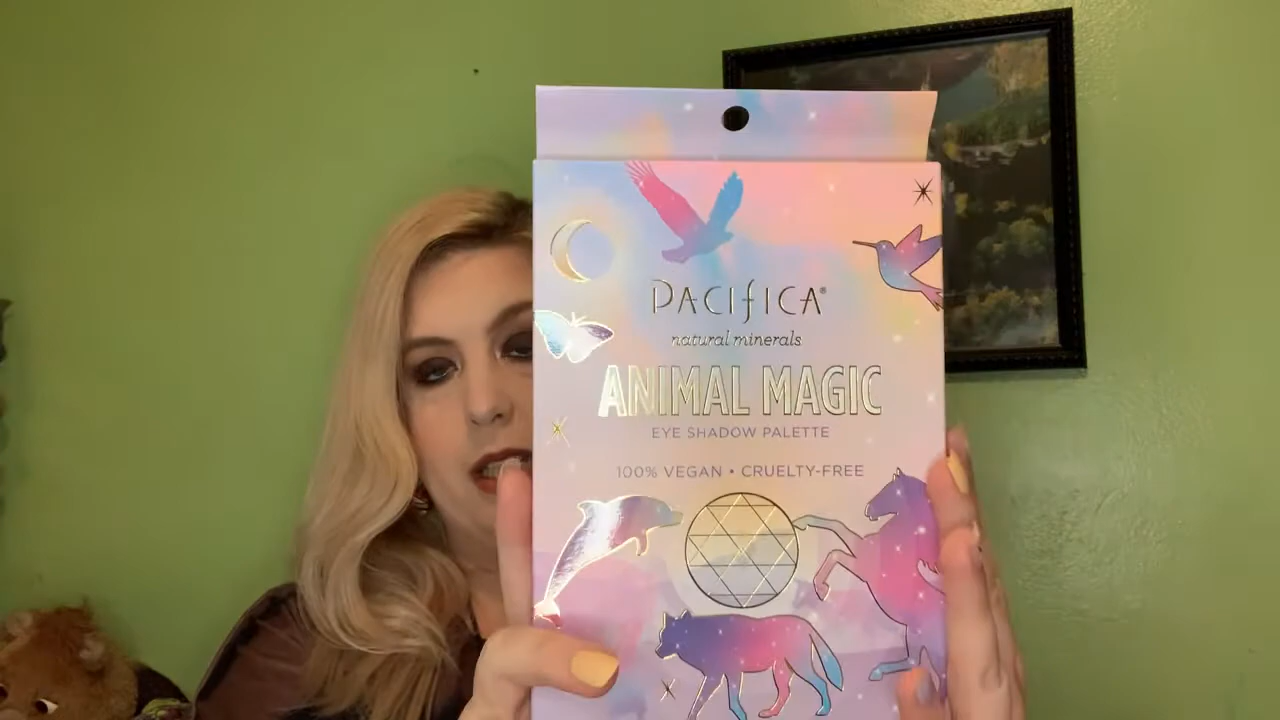 PACIFICA®
natural minerals
ANIMAL MAGIC
EYE SHADOW PALETTE
100% VEGAN • CRUELTY-FREE